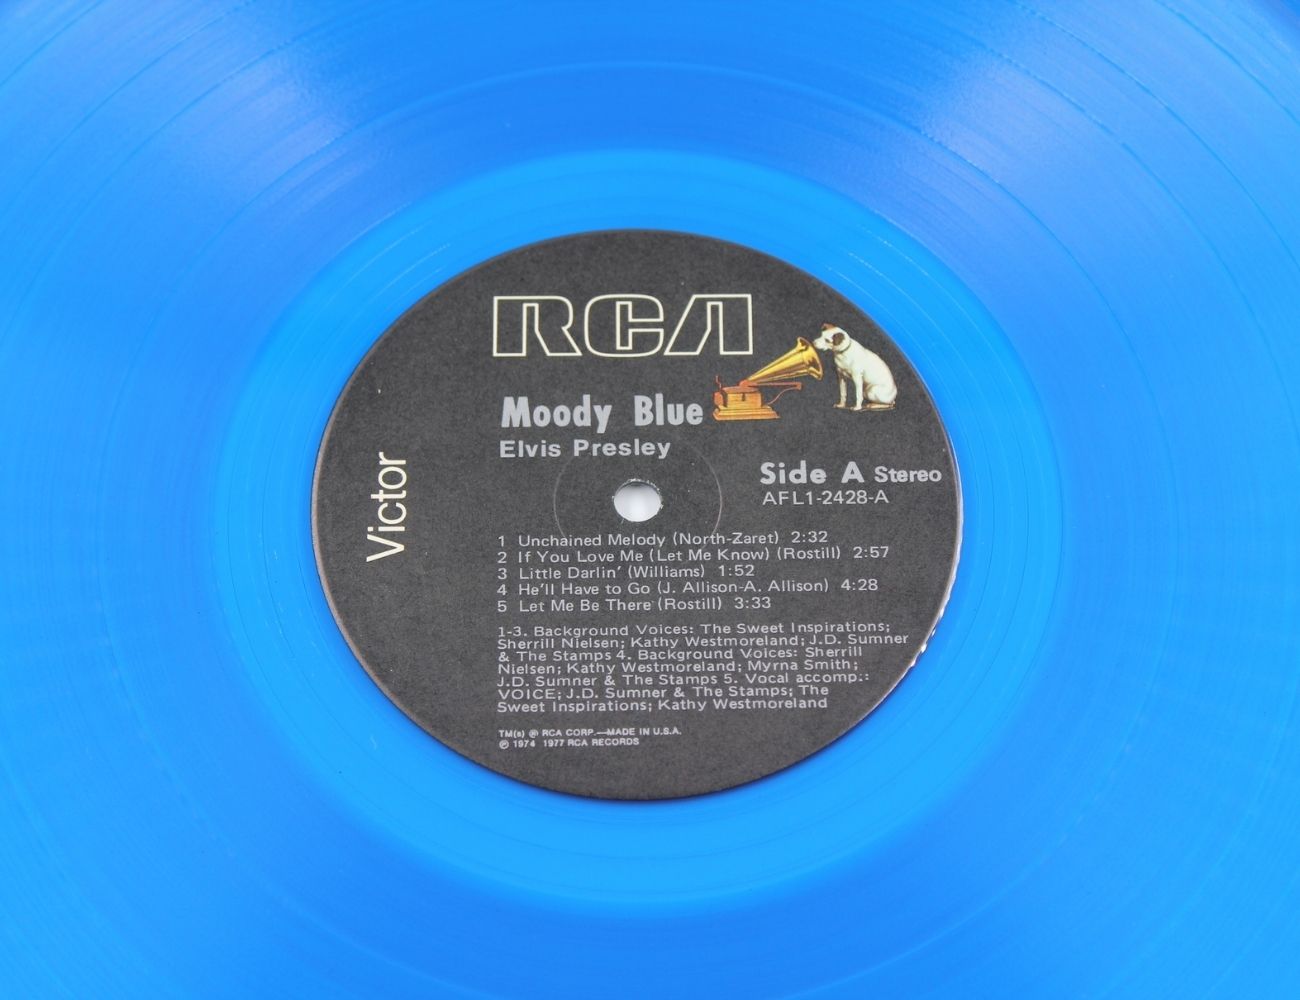 RCA
Victor
Moody Blue
Elvis Presley
Side A Stereo
AFL1-2428-A
1 Unchained Melody (North-Zaret) 2:32
2 If You Love Me (Let Me Know) (Rostill) 2:57
3 Little Darlin' (Williams) 1:52
4 He'll Have to Go (J. Allison-A. Allison) 4:28
5 Let Me Be There (Rostill) 3:33
1-3. Background Voices: The Sweet Inspirations;
Sherrill Nielsen; Kathy Westmoreland; J.D. Sumner
& The Stamps 4. Background Voices: Sherrill
Nielsen; Kathy Westmoreland; Myrna Smith;
J.D. Sumner & The Stamps 5. Vocal accomp.:
VOICE; J.D. Sumner & The Stamps; The
Sweet Inspirations; Kathy Westmoreland
TM(s) ® RCA CORP.—MADE IN U.S.A.
℗ 1974 1977 RCA RECORDS